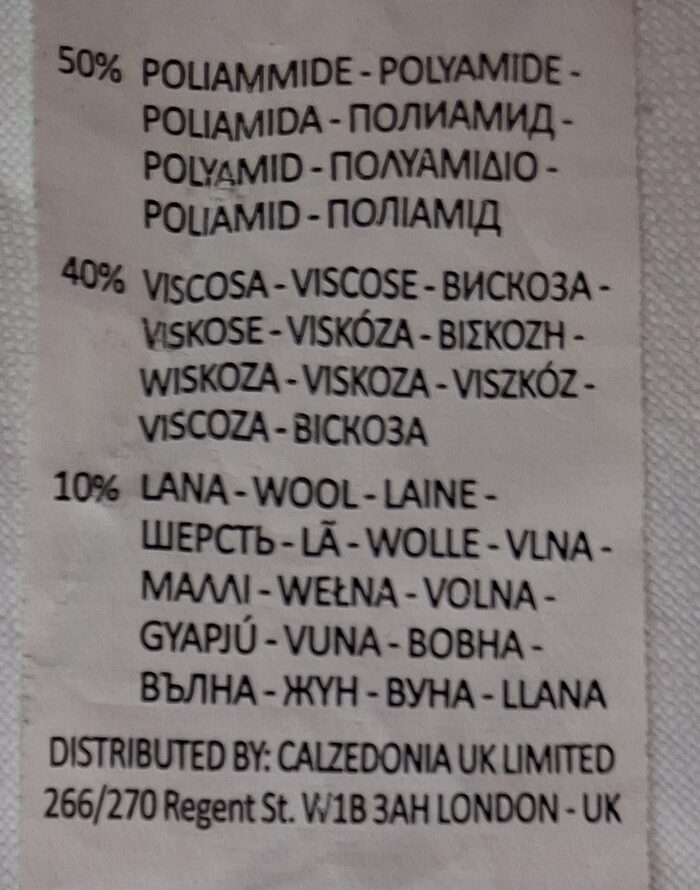 50% POLIAMMIDE - POLYAMIDE -
POLIAMIDA - ПОЛИАМИД -
POLYAMID - ΠΟΛΥΑΜΙΔΙΟ -
POLIAMID - ПОЛІАМІД
40% VISCOSA - VISCOSE - ВИСКОЗА -
VISKOSE - VISKÓZA - ΒΙΣΚΟΖΗ -
WISKOZA - VISKOZA - VISZKÓZ -
VISCOZA - ВІСКОЗА
10% LANA - WOOL - LAINE -
ШЕРСТЬ - LÃ - WOLLE - VLNA -
ΜΑΛΛΙ - WEŁNA - VOLNA -
GYAPJÚ - VUNA - ВОВНА -
ВЪЛНА - ЖҮН - ВУНА - LLANA
DISTRIBUTED BY: CALZEDONIA UK LIMITED
266/270 Regent St. W1B 3AH LONDON - UK